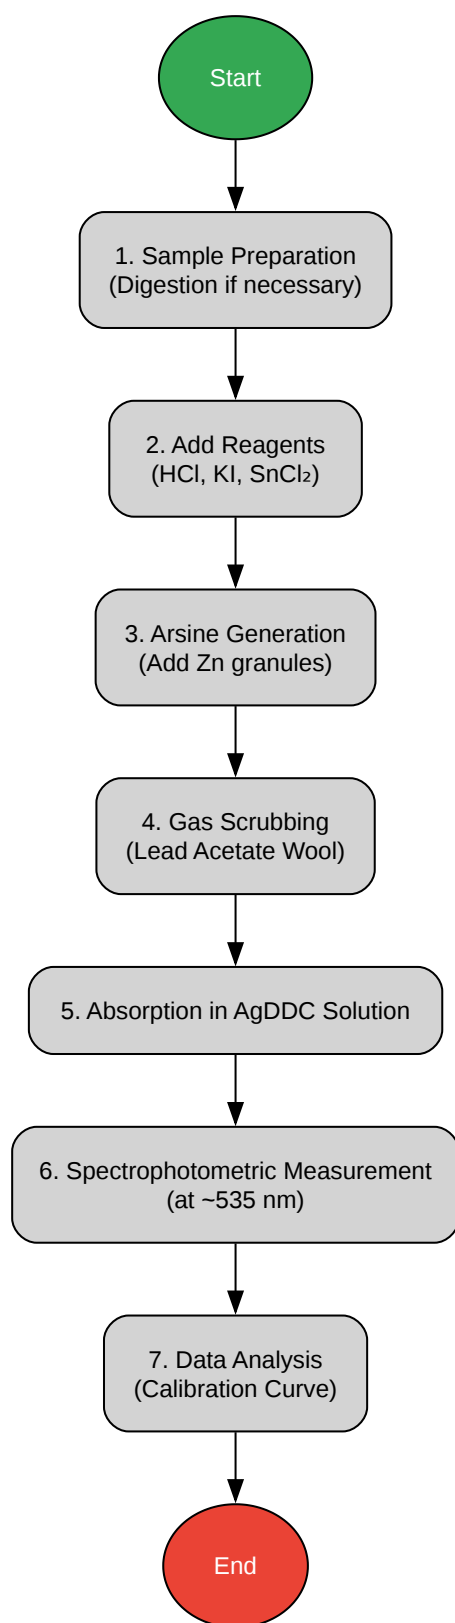 Start
1. Sample Preparation
(Digestion if necessary)
2. Add Reagents
(HCl, KI, SnCl₂)
3. Arsine Generation
(Add Zn granules)
4. Gas Scrubbing
(Lead Acetate Wool)
5. Absorption in AgDDC Solution
6. Spectrophotometric Measurement
(at ~535 nm)
7. Data Analysis
(Calibration Curve)
End